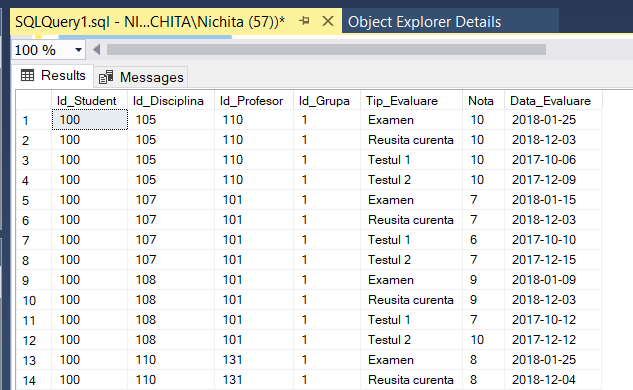 SQLQuery1.sql - NI...CHITA\Nichita (57))* Object Explorer Details
100 %
Results Messages
Id_Student Id_Disciplina Id_Profesor Id_Grupa Tip_Evaluare Nota Data_Evaluare
1 100 105 110 1 Examen 10 2018-01-25
2 100 105 110 1 Reusita curenta 10 2018-12-03
3 100 105 110 1 Testul 1 10 2017-10-06
4 100 105 110 1 Testul 2 10 2017-12-09
5 100 107 101 1 Examen 7 2018-01-15
6 100 107 101 1 Reusita curenta 7 2018-12-03
7 100 107 101 1 Testul 1 6 2017-10-10
8 100 107 101 1 Testul 2 7 2017-12-15
9 100 108 101 1 Examen 9 2018-01-09
10 100 108 101 1 Reusita curenta 9 2018-12-03
11 100 108 101 1 Testul 1 7 2017-10-12
12 100 108 101 1 Testul 2 10 2017-12-12
13 100 110 131 1 Examen 8 2018-01-25
14 100 110 131 1 Reusita curenta 8 2018-12-04